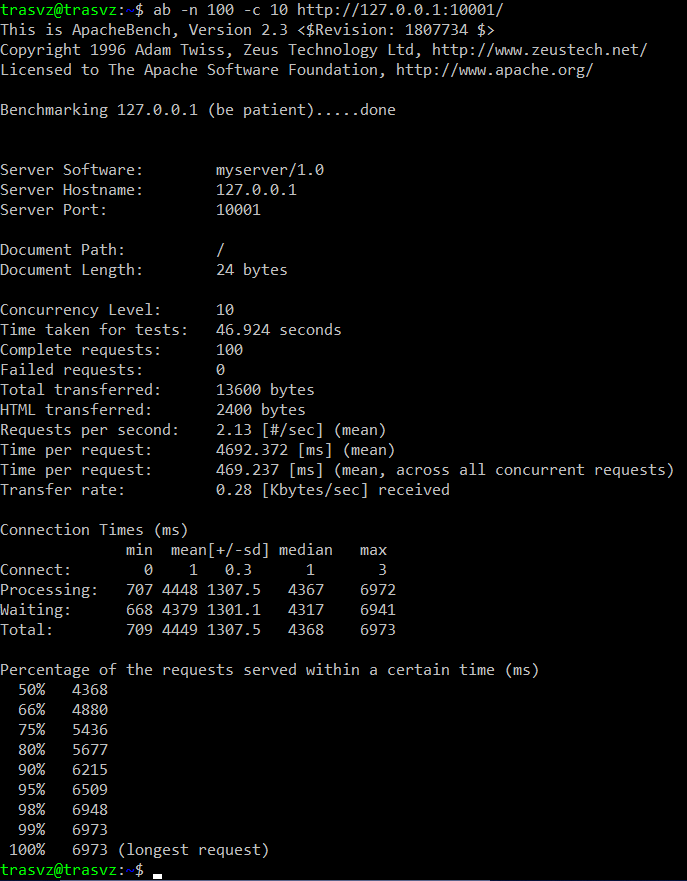 trasvz@trasvz:~$ ab -n 100 -c 10 http://127.0.0.1:10001/
This is ApacheBench, Version 2.3 <$Revision: 1807734 $>
Copyright 1996 Adam Twiss, Zeus Technology Ltd, http://www.zeustech.net/
Licensed to The Apache Software Foundation, http://www.apache.org/

Benchmarking 127.0.0.1 (be patient).....done


Server Software:        myserver/1.0
Server Hostname:        127.0.0.1
Server Port:            10001

Document Path:          /
Document Length:        24 bytes

Concurrency Level:      10
Time taken for tests:   46.924 seconds
Complete requests:      100
Failed requests:        0
Total transferred:      13600 bytes
HTML transferred:       2400 bytes
Requests per second:    2.13 [#/sec] (mean)
Time per request:       4692.372 [ms] (mean)
Time per request:       469.237 [ms] (mean, across all concurrent requests)
Transfer rate:          0.28 [Kbytes/sec] received

Connection Times (ms)
              min  mean[+/-sd] median   max
Connect:        0    1   0.3      1       3
Processing:   707 4448 1307.5   4367    6972
Waiting:      668 4379 1301.1   4317    6941
Total:        709 4449 1307.5   4368    6973

Percentage of the requests served within a certain time (ms)
  50%   4368
  66%   4880
  75%   5436
  80%   5677
  90%   6215
  95%   6509
  98%   6948
  99%   6973
 100%   6973 (longest request)
trasvz@trasvz:~$